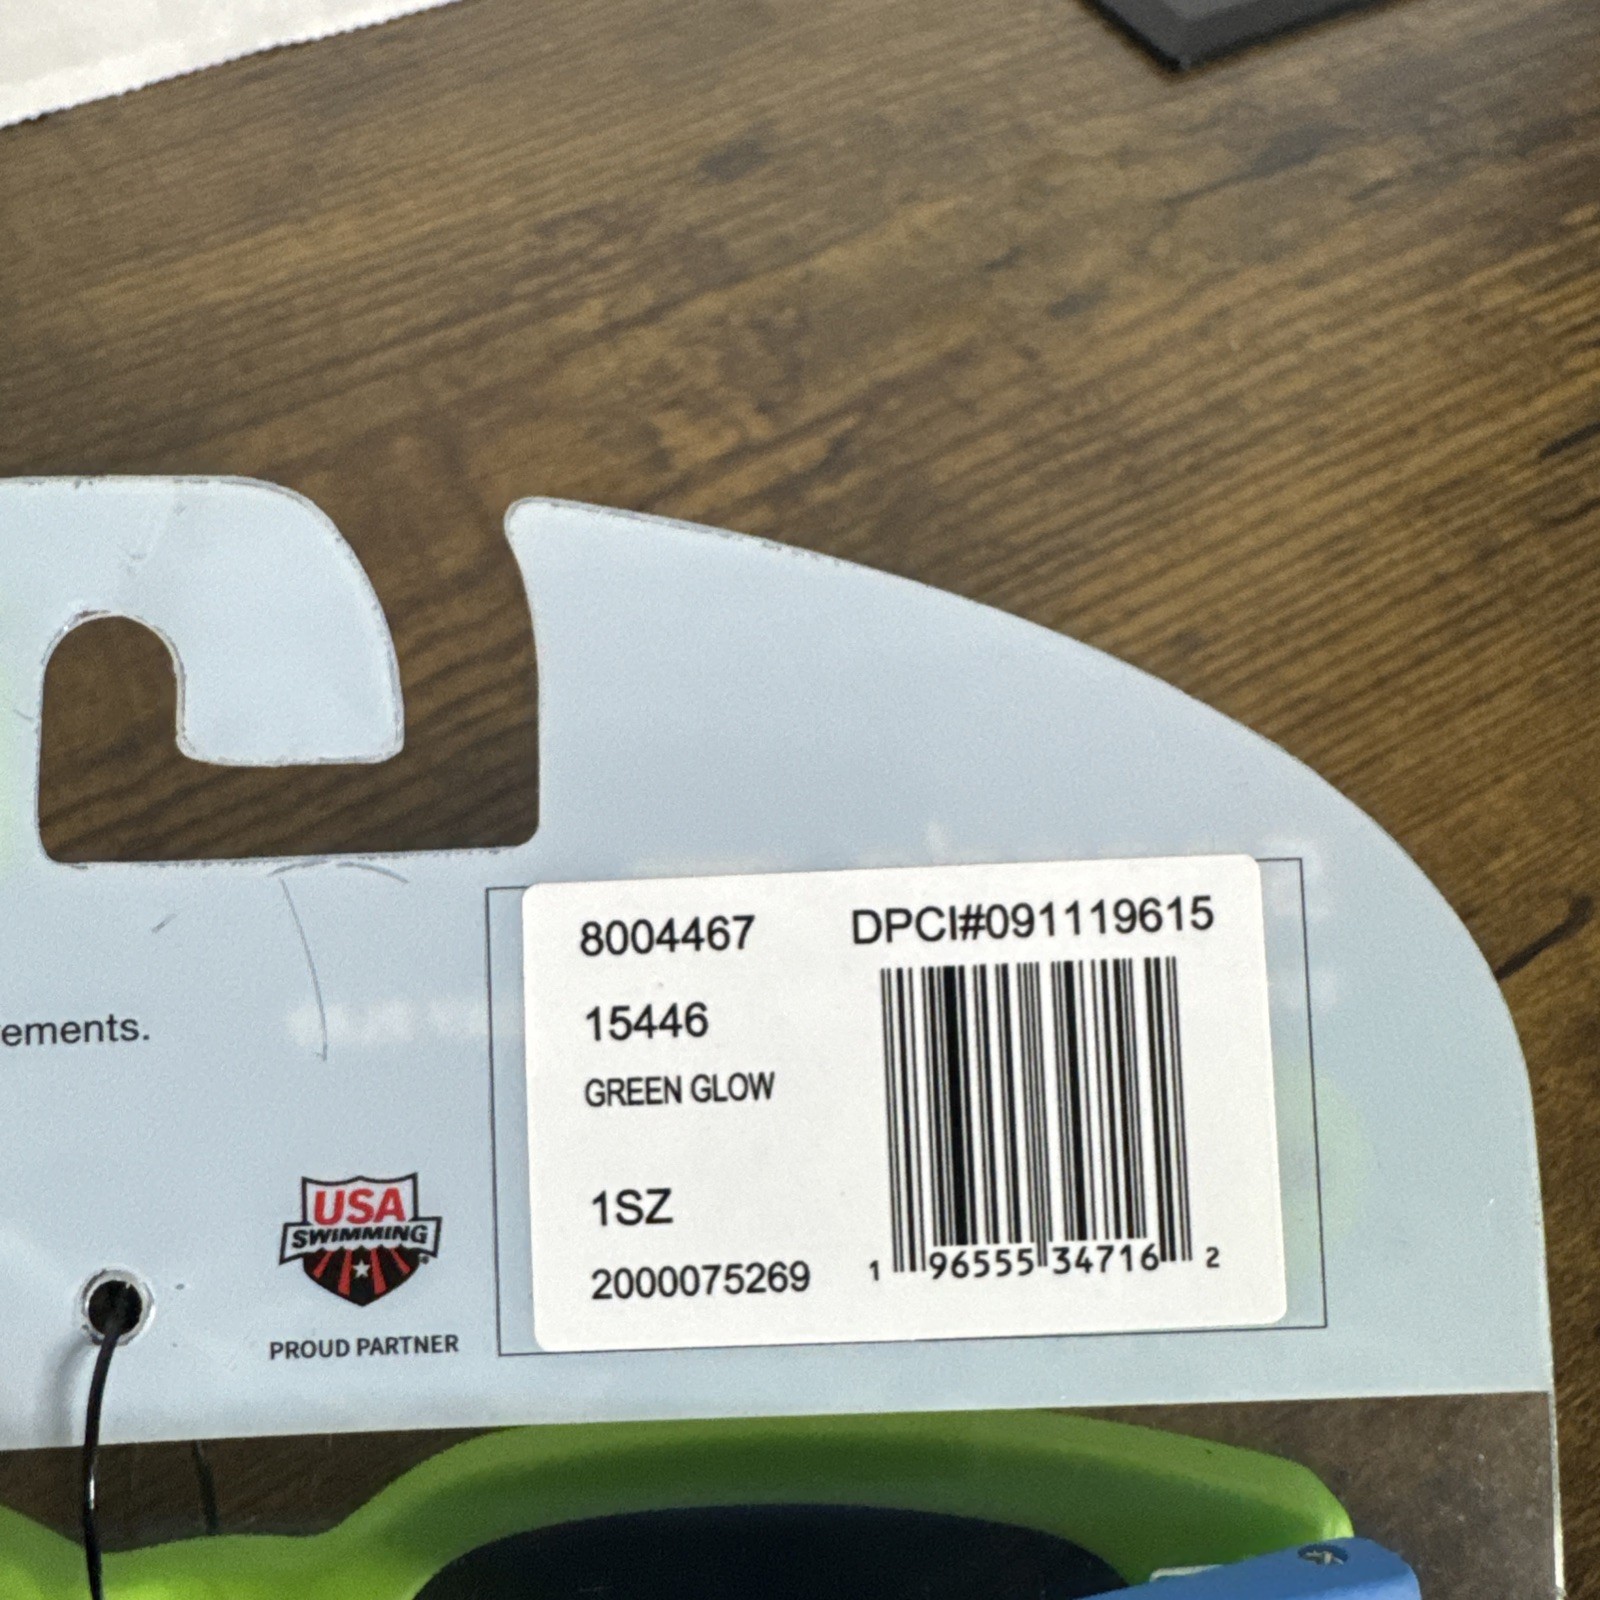 8004467 DPCI#091119615
15446
GREEN GLOW
1SZ
2000075269
1 96555 34716 2
ements.
USA
SWIMMING
PROUD PARTNER